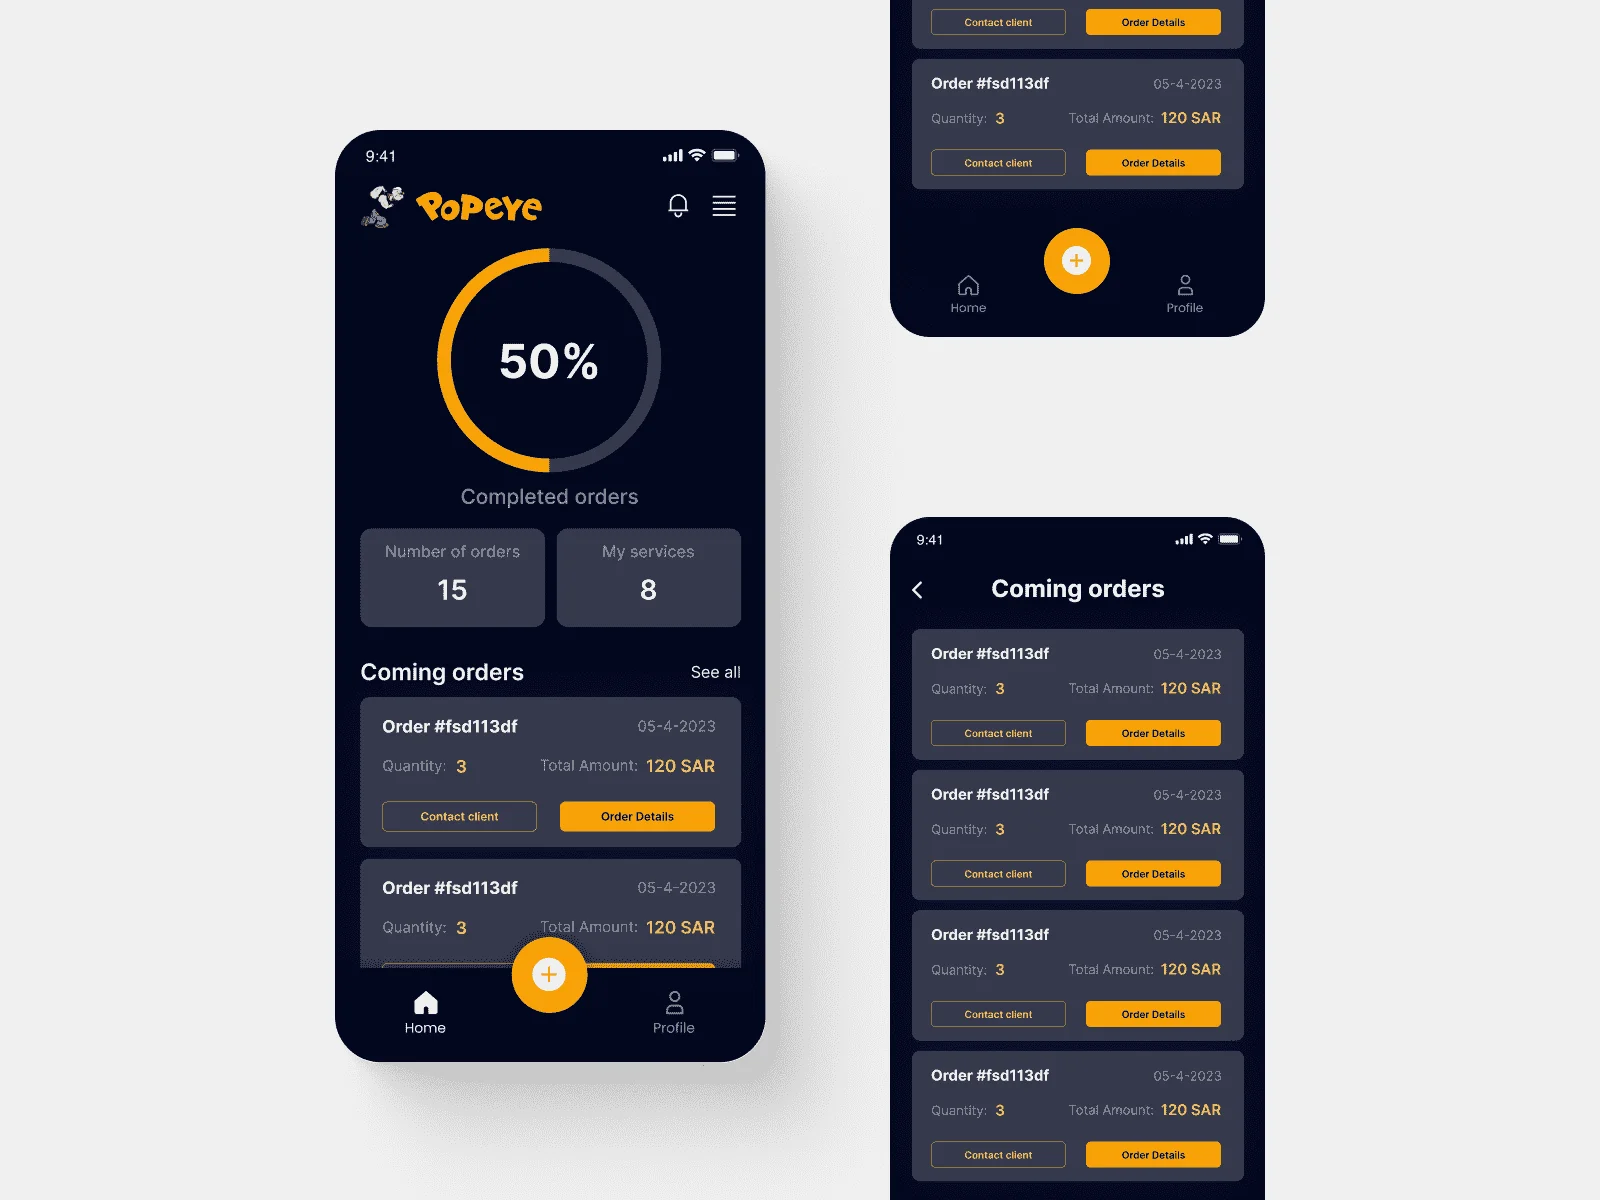 9:41
POPEYE
50%
Completed orders
Number of orders
15
My services
8
Coming orders
See all
Order #fsd113df
05-4-2023
Quantity: 3
Total Amount: 120 SAR
Contact client
Order Details
Order #fsd113df
05-4-2023
Quantity: 3
Total Amount: 120 SAR
Home
Profile
Contact client
Order Details
Order #fsd113df
05-4-2023
Quantity: 3
Total Amount: 120 SAR
Contact client
Order Details
Home
Profile
9:41
Coming orders
Order #fsd113df
05-4-2023
Quantity: 3
Total Amount: 120 SAR
Contact client
Order Details
Order #fsd113df
05-4-2023
Quantity: 3
Total Amount: 120 SAR
Contact client
Order Details
Order #fsd113df
05-4-2023
Quantity: 3
Total Amount: 120 SAR
Contact client
Order Details
Order #fsd113df
05-4-2023
Quantity: 3
Total Amount: 120 SAR
Contact client
Order Details